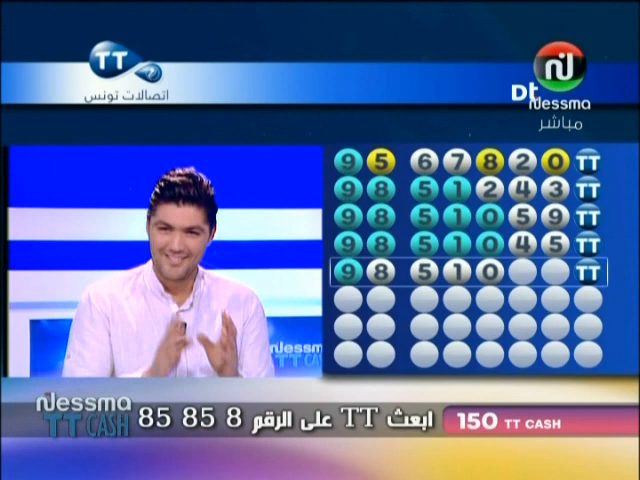 TT
اتصالات تونس
Dt
Nessma
مباشر
9 5 6 7 8 2 0 TT
9 8 5 1 2 4 3 TT
9 8 5 1 0 5 9 TT
9 8 5 1 0 4 5 TT
9 8 5 1 0 TT
Nessma
TT CASH
Nessma
TT CASH
ابعث TT على الرقم 8 85 85
150 TT CASH